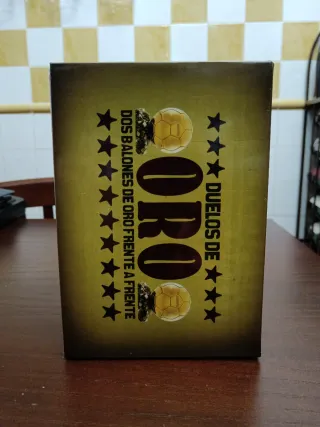 DUELOS DE
ORO
DOS BALONES DE ORO FRENTE A FRENTE